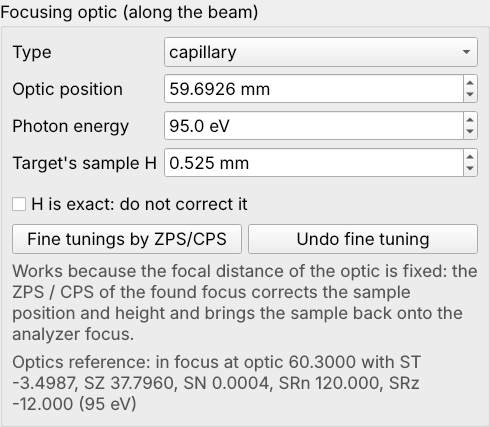 Focusing optic (along the beam)
Type capillary
Optic position 59.6926 mm
Photon energy 95.0 eV
Target's sample H 0.525 mm
H is exact: do not correct it
Fine tunings by ZPS/CPS Undo fine tuning
Works because the focal distance of the optic is fixed: the
ZPS / CPS of the found focus corrects the sample
position and height and brings the sample back onto the
analyzer focus.
Optics reference: in focus at optic 60.3000 with ST
-3.4987, SZ 37.7960, SN 0.0004, SRn 120.000, SRz
-12.000 (95 eV)